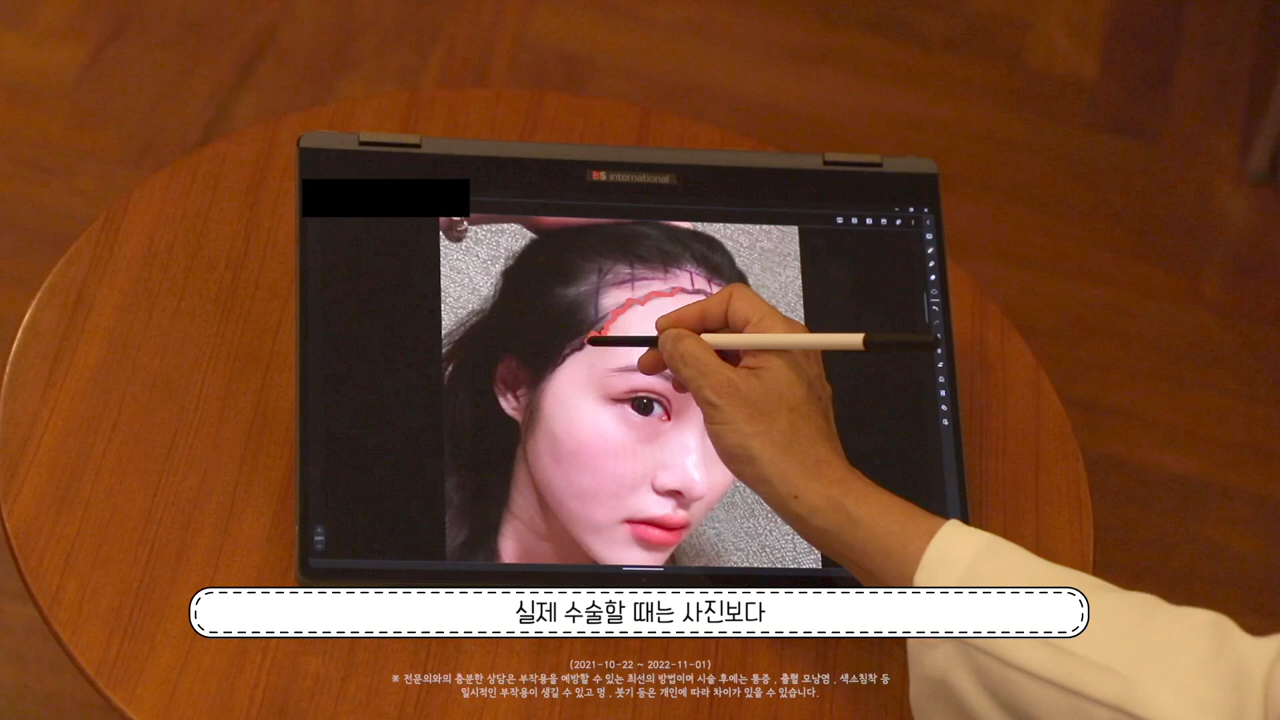 BS international
실제 수술할 때는 사진보다
(2021-10-22 ~ 2022-11-01)
※ 전문의와의 충분한 상담은 부작용을 예방할 수 있는 최선의 방법이며 시술 후에는 통증 , 출혈 모낭염 , 색소침착 등
일시적인 부작용이 생길 수 있고 멍 , 붓기 등은 개인에 따라 차이가 있을 수 있습니다.